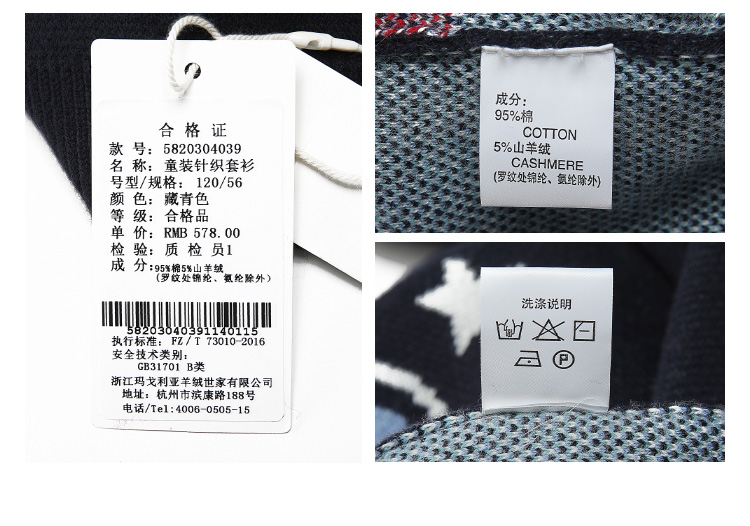 合格证
款 号: 5820304039
名 称: 童装针织套衫
号型/规格: 120/56
颜 色: 藏青色
等 级: 合格品
单 价: RMB 578.00
检 验: 质 检 员1
成 分:95%棉5%山羊绒
(罗纹处锦纶、氨纶除外)
58203040391140115
执行标准: FZ/T 73010-2016
安全技术类别:
GB31701 B类
浙江玛戈利亚羊绒世家有限公司
地址: 杭州市滨康路188号
电话/Tel:4006-0505-15
成分:
95%棉
COTTON
5%山羊绒
CASHMERE
(罗纹处锦纶、氨纶除外)
洗涤说明
P